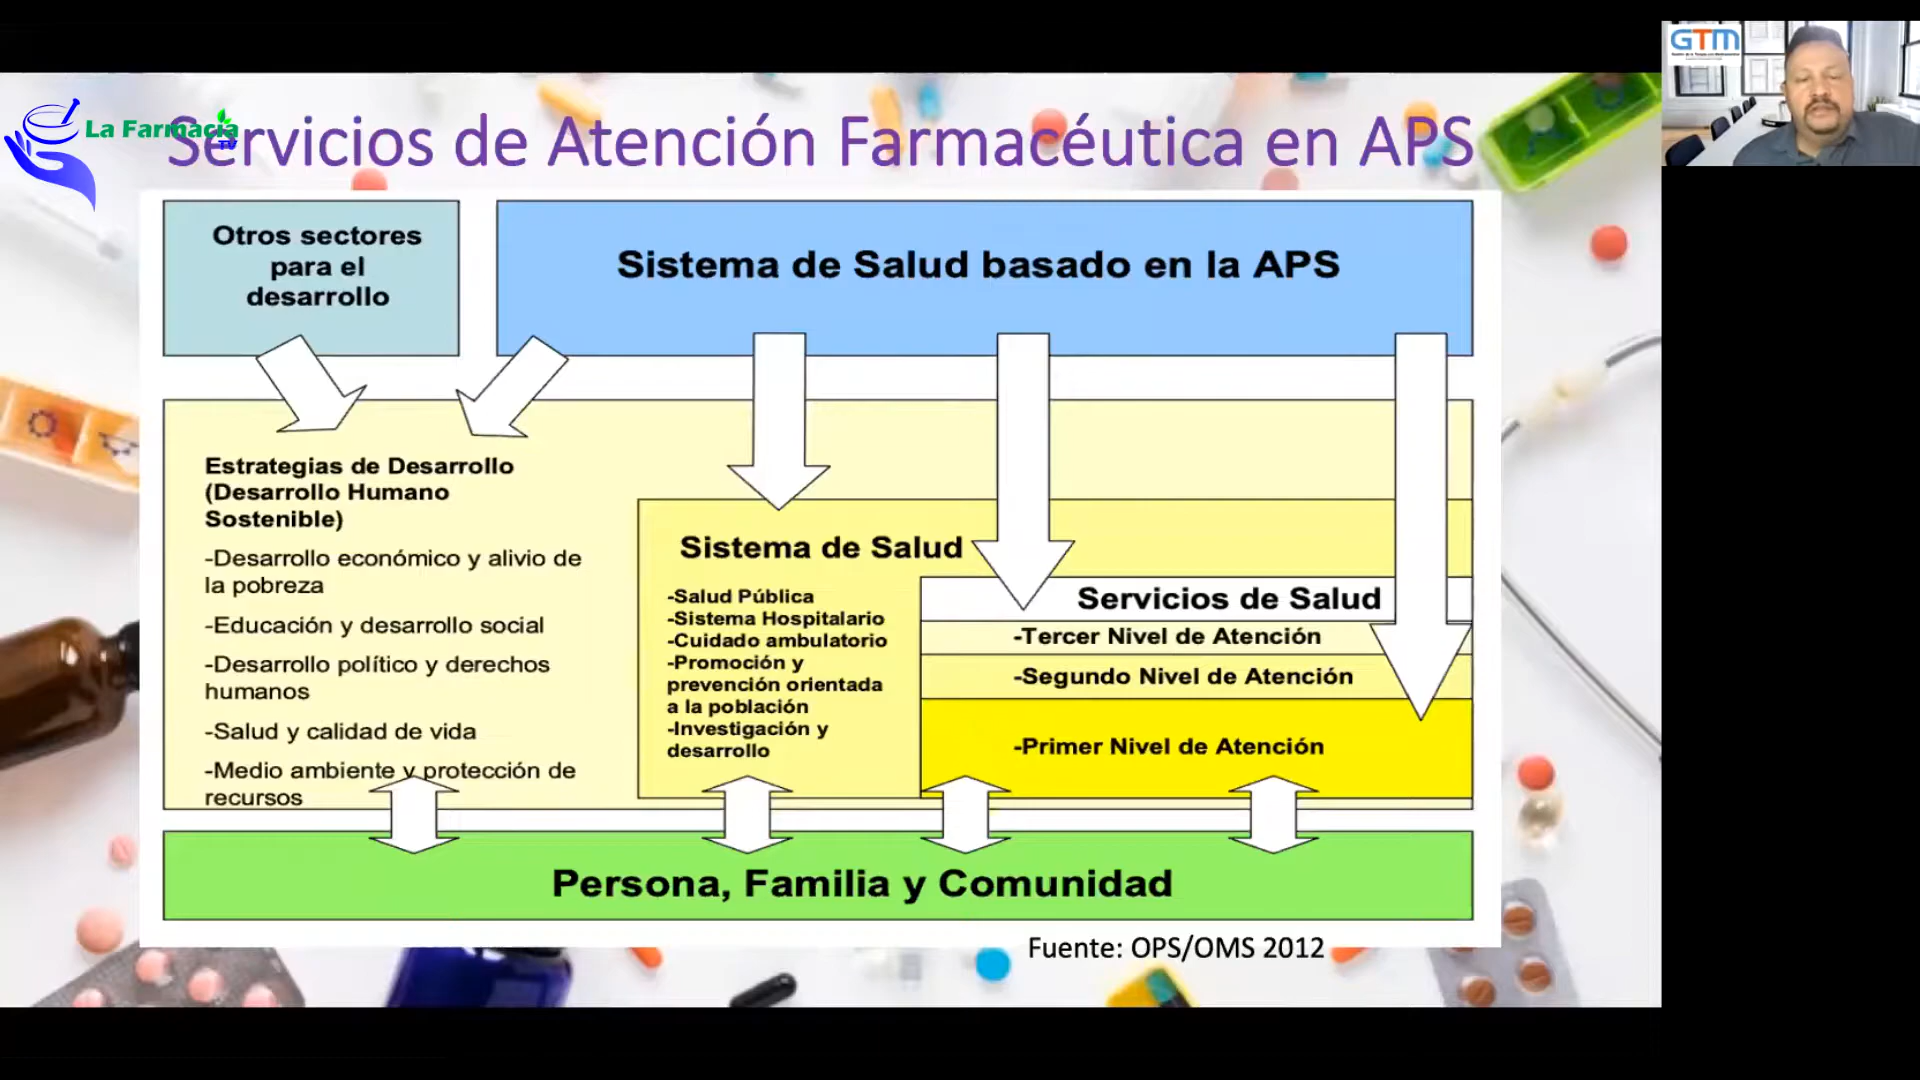 La Farmacia
TV
Servicios de Atención Farmacéutica en APS
GTM
Otros sectores
para el
desarrollo
Sistema de Salud basado en la APS
Estrategias de Desarrollo
(Desarrollo Humano
Sostenible)
-Desarrollo económico y alivio de
la pobreza
-Educación y desarrollo social
-Desarrollo político y derechos
humanos
-Salud y calidad de vida
-Medio ambiente y protección de
recursos
Sistema de Salud
-Salud Pública
-Sistema Hospitalario
-Cuidado ambulatorio
-Promoción y
prevención orientada
a la población
-Investigación y
desarrollo
Servicios de Salud
-Tercer Nivel de Atención
-Segundo Nivel de Atención
-Primer Nivel de Atención
Persona, Familia y Comunidad
Fuente: OPS/OMS 2012